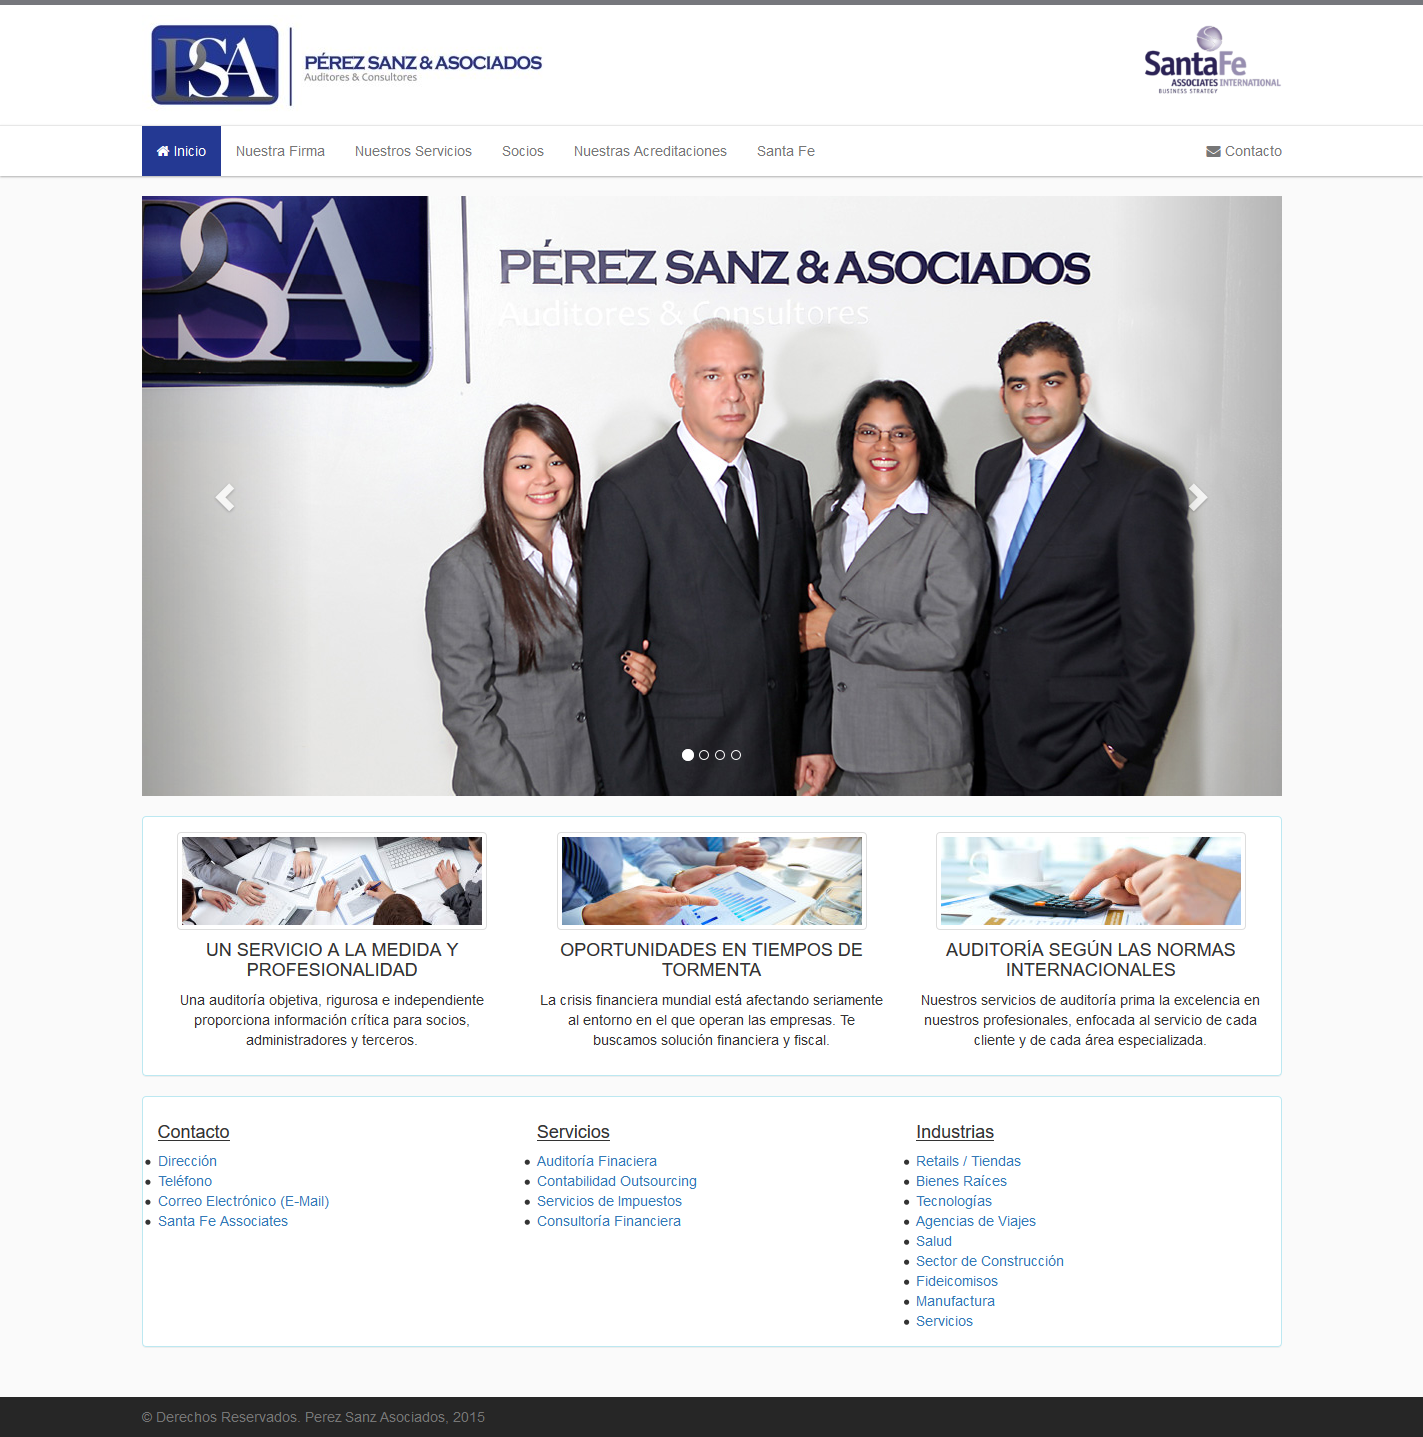 PSA
PÉREZ SANZ & ASOCIADOS
Auditores & Consultores
SantaFe
ASSOCIATES INTERNATIONAL
BUSINESS STRATEGY
Inicio
Nuestra Firma
Nuestros Servicios
Socios
Nuestras Acreditaciones
Santa Fe
Contacto
PSA
PÉREZ SANZ & ASOCIADOS
Auditores & Consultores
UN SERVICIO A LA MEDIDA Y
PROFESIONALIDAD
Una auditoría objetiva, rigurosa e independiente
proporciona información crítica para socios,
administradores y terceros.
OPORTUNIDADES EN TIEMPOS DE
TORMENTA
La crisis financiera mundial está afectando seriamente
al entorno en el que operan las empresas. Te
buscamos solución financiera y fiscal.
AUDITORÍA SEGÚN LAS NORMAS
INTERNACIONALES
Nuestros servicios de auditoría prima la excelencia en
nuestros profesionales, enfocada al servicio de cada
cliente y de cada área especializada.
Contacto
Dirección
Teléfono
Correo Electrónico (E-Mail)
Santa Fe Associates
Servicios
Auditoría Finaciera
Contabilidad Outsourcing
Servicios de Impuestos
Consultoría Financiera
Industrias
Retails / Tiendas
Bienes Raíces
Tecnologías
Agencias de Viajes
Salud
Sector de Construcción
Fideicomisos
Manufactura
Servicios
© Derechos Reservados. Perez Sanz Asociados, 2015